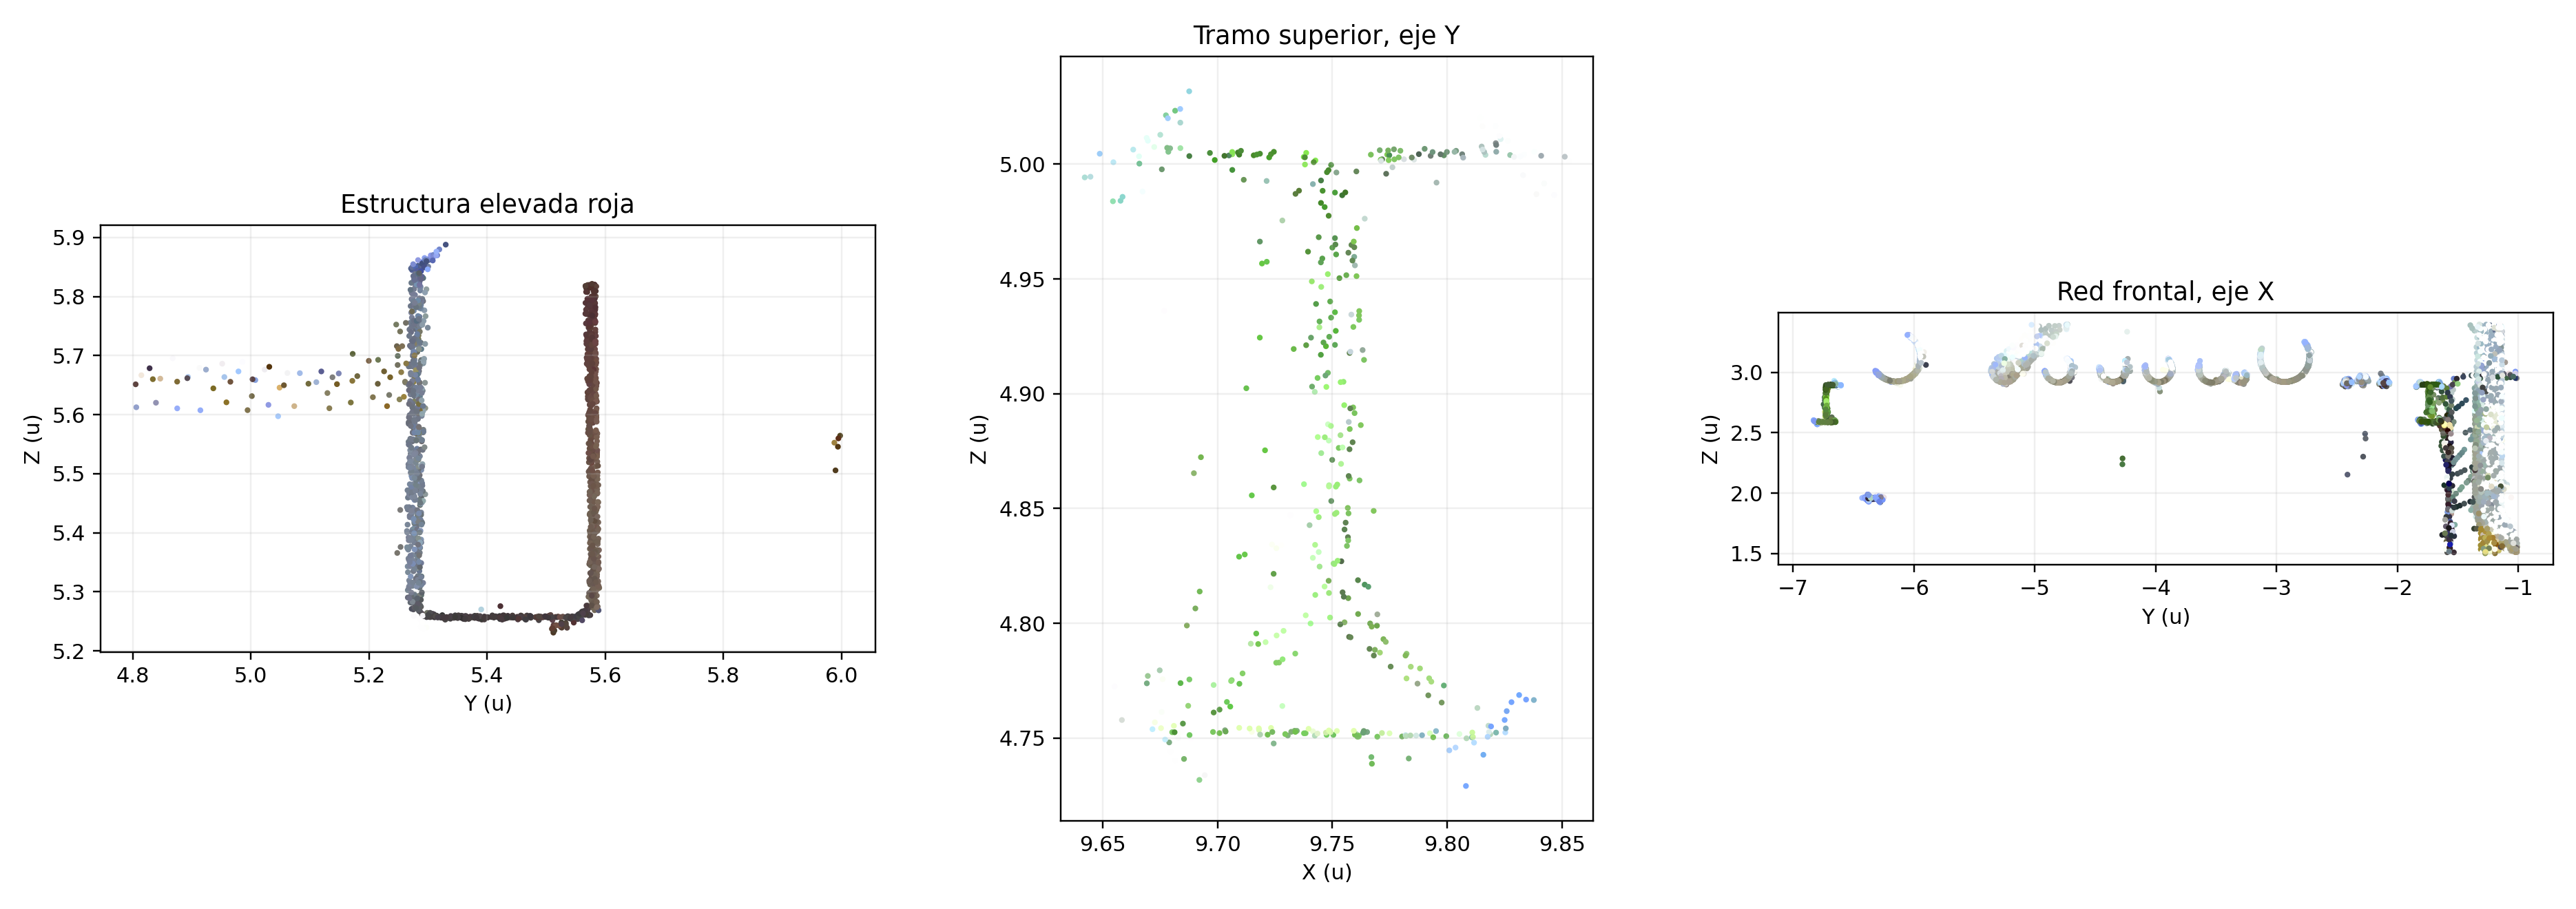 Estructura elevada roja
5.9
5.8
5.7
5.6
5.5
5.4
5.3
5.2
Z (u)
4.8 5.0 5.2 5.4 5.6 5.8 6.0
Y (u)
Tramo superior, eje Y
5.00
4.95
4.90
4.85
4.80
4.75
Z (u)
9.65 9.70 9.75 9.80 9.85
X (u)
Red frontal, eje X
3.0
2.5
2.0
1.5
Z (u)
−7 −6 −5 −4 −3 −2 −1
Y (u)